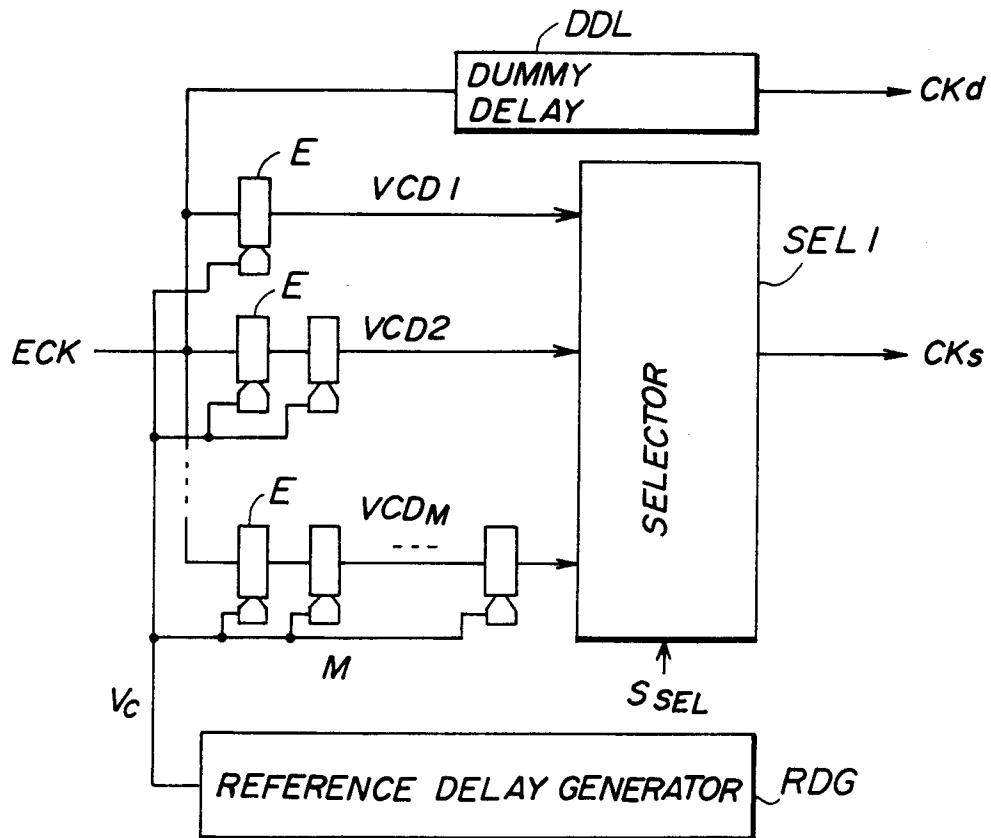 DDL
DUMMY
DELAY
CKd
E
VCD1
SEL1
E
VCD2
ECK
CKs
SELECTOR
E
VCDM
- - - -
M
VC
SSEL
REFERENCE DELAY GENERATOR
RDG